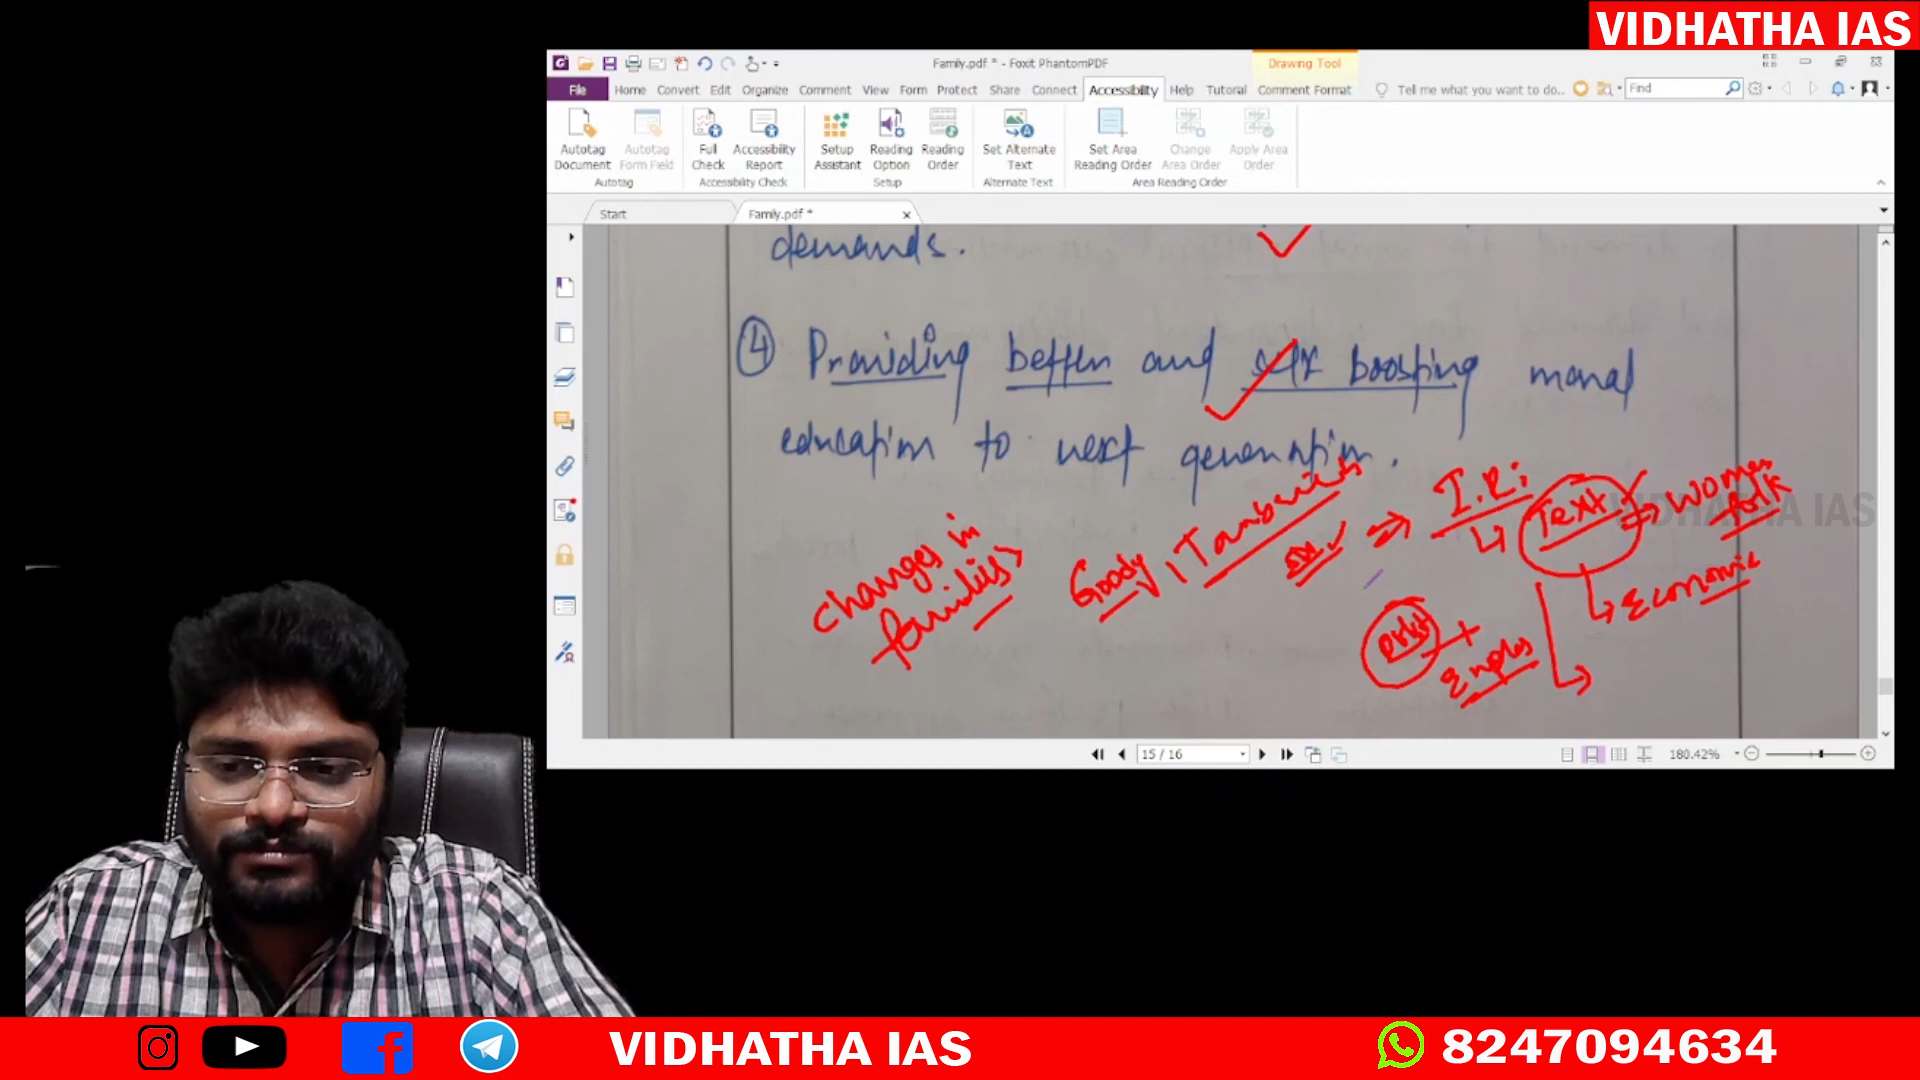 VIDHATHA IAS
Family.pdf * - Foxit PhantomPDF
Drawing Tool
File Home Convert Edit Organize Comment View Form Protect Share Connect Accessibility Help Tutorial Comment Format Tell me what you want to do.. Find
Autotag Document
Autotag Form Field
Full Check
Accessibility Report
Setup Assistant
Reading Option
Reading Order
Set Alternate Text
Set Area Reading Order
Change Area Order
Apply Area Order
Autotag Accessibility Check Setup Alternate Text Area Reading Order
Start Family.pdf *
demands.
④ Providing better and self boosting moral
education to next generation.
changes in
families
Goody,
I.R.
Text
Women
folk
Economic
VIDHATHA IAS
15 / 16 180.42%
VIDHATHA IAS 8247094634